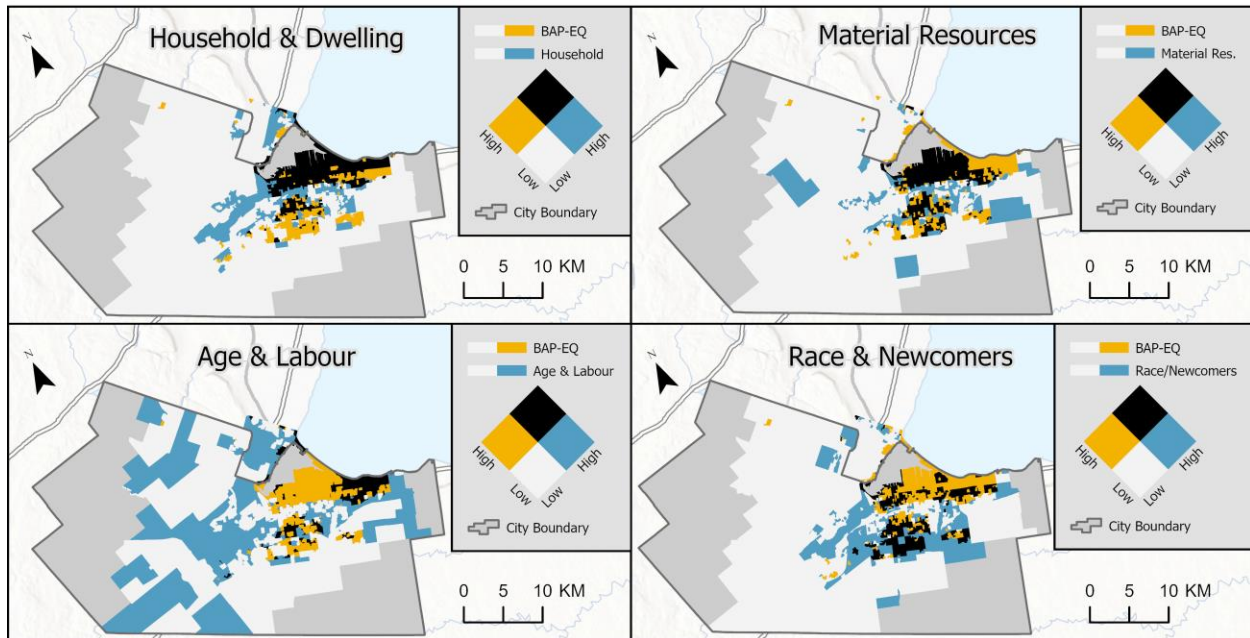 Household & Dwelling
N
BAP-EQ
Household
High
High
Low
Low
City Boundary
0 5 10 KM
Material Resources
N
BAP-EQ
Material Res.
High
High
Low
Low
City Boundary
0 5 10 KM
Age & Labour
N
BAP-EQ
Age & Labour
High
High
Low
Low
City Boundary
0 5 10 KM
Race & Newcomers
N
BAP-EQ
Race/Newcomers
High
High
Low
Low
City Boundary
0 5 10 KM